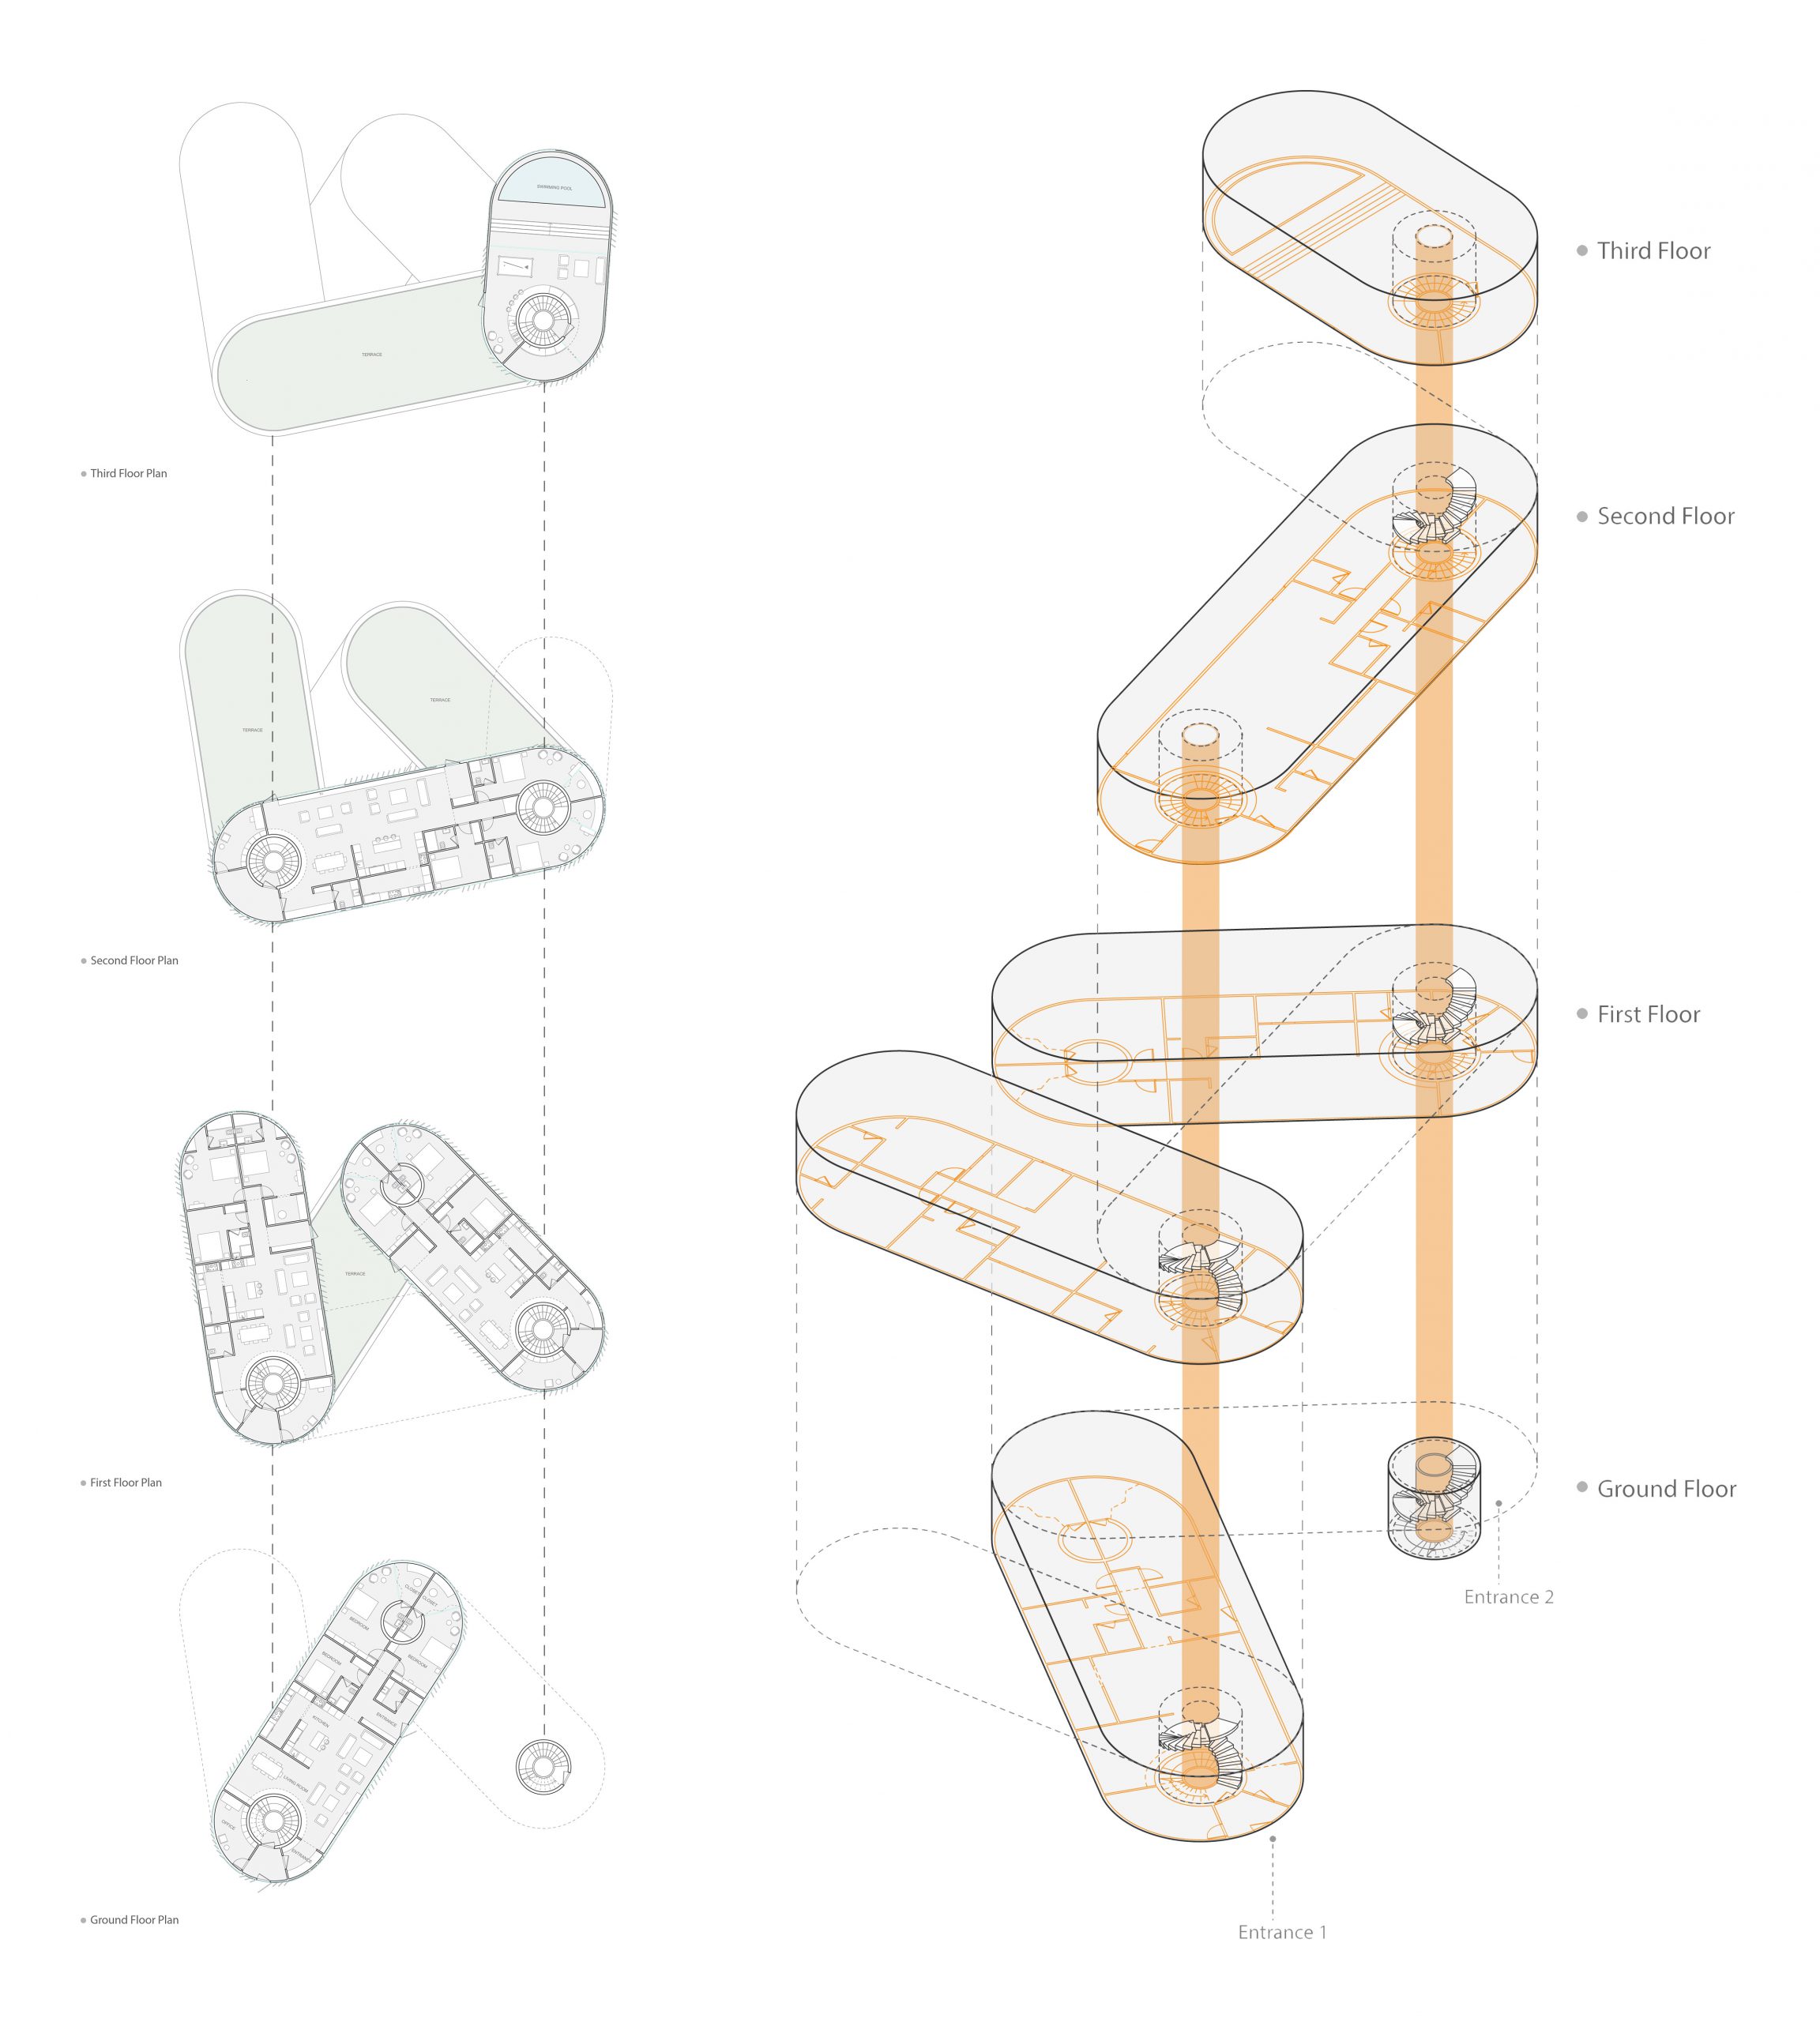 SWIMMING POOL
TERRACE
Third Floor Plan
TERRACE
TERRACE
Second Floor Plan
TERRACE
First Floor Plan
CLOSET
CLOSET
BEDROOM
BEDROOM
BEDROOM
ENTRANCE
KITCHEN
LIVING ROOM
OFFICE
ENTRANCE
Ground Floor Plan
Third Floor
Second Floor
First Floor
Ground Floor
Entrance 2
Entrance 1